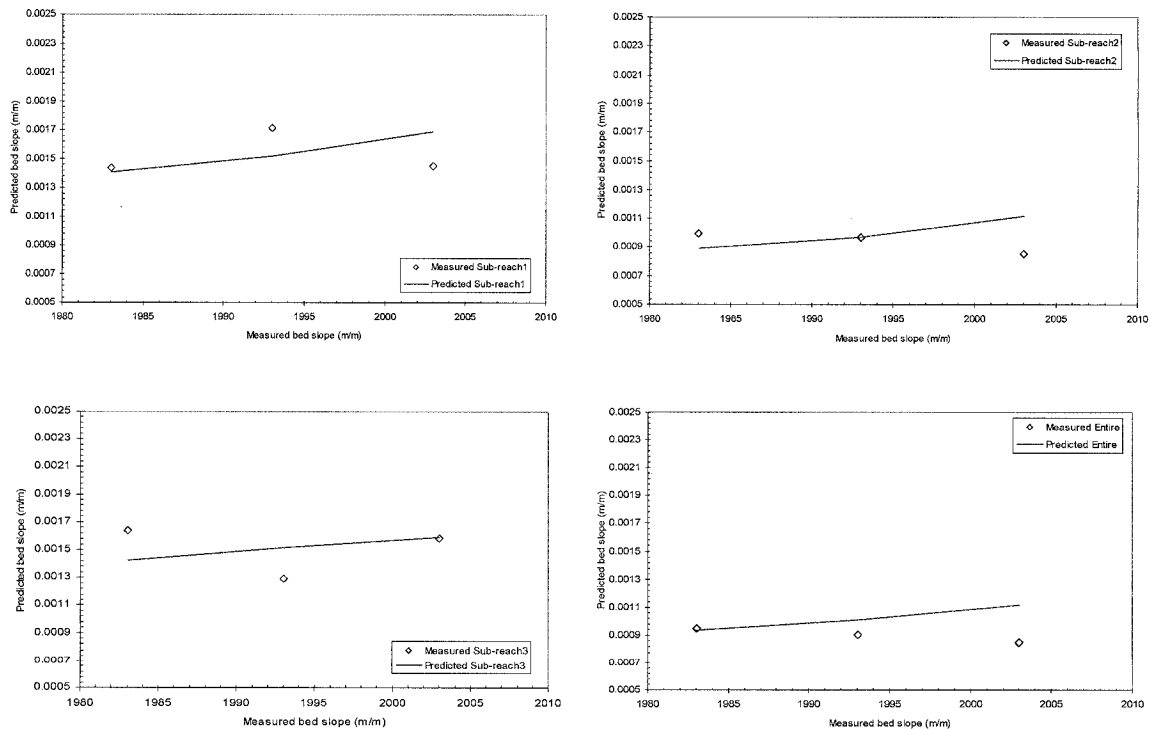 0.0025
0.0023
0.0021
0.0019
0.0017
0.0015
0.0013
0.0011
0.0009
0.0007
0.0005
Predicted bed slope (m/m)
1980 1985 1990 1995 2000 2005 2010
Measured bed slope (m/m)
Measured Sub-reach1
Predicted Sub-reach1
0.0025
0.0023
0.0021
0.0019
0.0017
0.0015
0.0013
0.0011
0.0009
0.0007
0.0005
Predicted bed slope (m/m)
1980 1985 1990 1995 2000 2005 2010
Measured bed slope (m/m)
Measured Sub-reach2
Predicted Sub-reach2
0.0025
0.0023
0.0021
0.0019
0.0017
0.0015
0.0013
0.0011
0.0009
0.0007
0.0005
Predicted bed slope (m/m)
1980 1985 1990 1995 2000 2005 2010
Measured bed slope (m/m)
Measured Sub-reach3
Predicted Sub-reach3
0.0025
0.0023
0.0021
0.0019
0.0017
0.0015
0.0013
0.0011
0.0009
0.0007
0.0005
Predicted bed slope (m/m)
1980 1985 1990 1995 2000 2005 2010
Measured bed slope (m/m)
Measured Entire
Predicted Entire